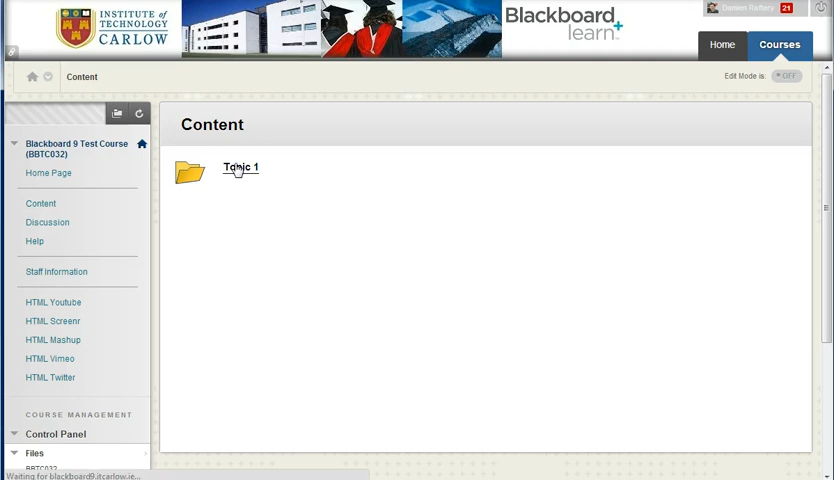 INSTITUTE of
TECHNOLOGY
CARLOW
Blackboard
learn+
Damien Raftery 21
Home
Courses
Content
Edit Mode is: OFF
Blackboard 9 Test Course
(BBTC032)
Home Page
Content
Discussion
Help
Staff Information
HTML Youtube
HTML Screenr
HTML Mashup
HTML Vimeo
HTML Twitter
COURSE MANAGEMENT
Control Panel
Files
BBTC032
Content
Topic 1
Waiting for blackboard9.itcarlow.ie...